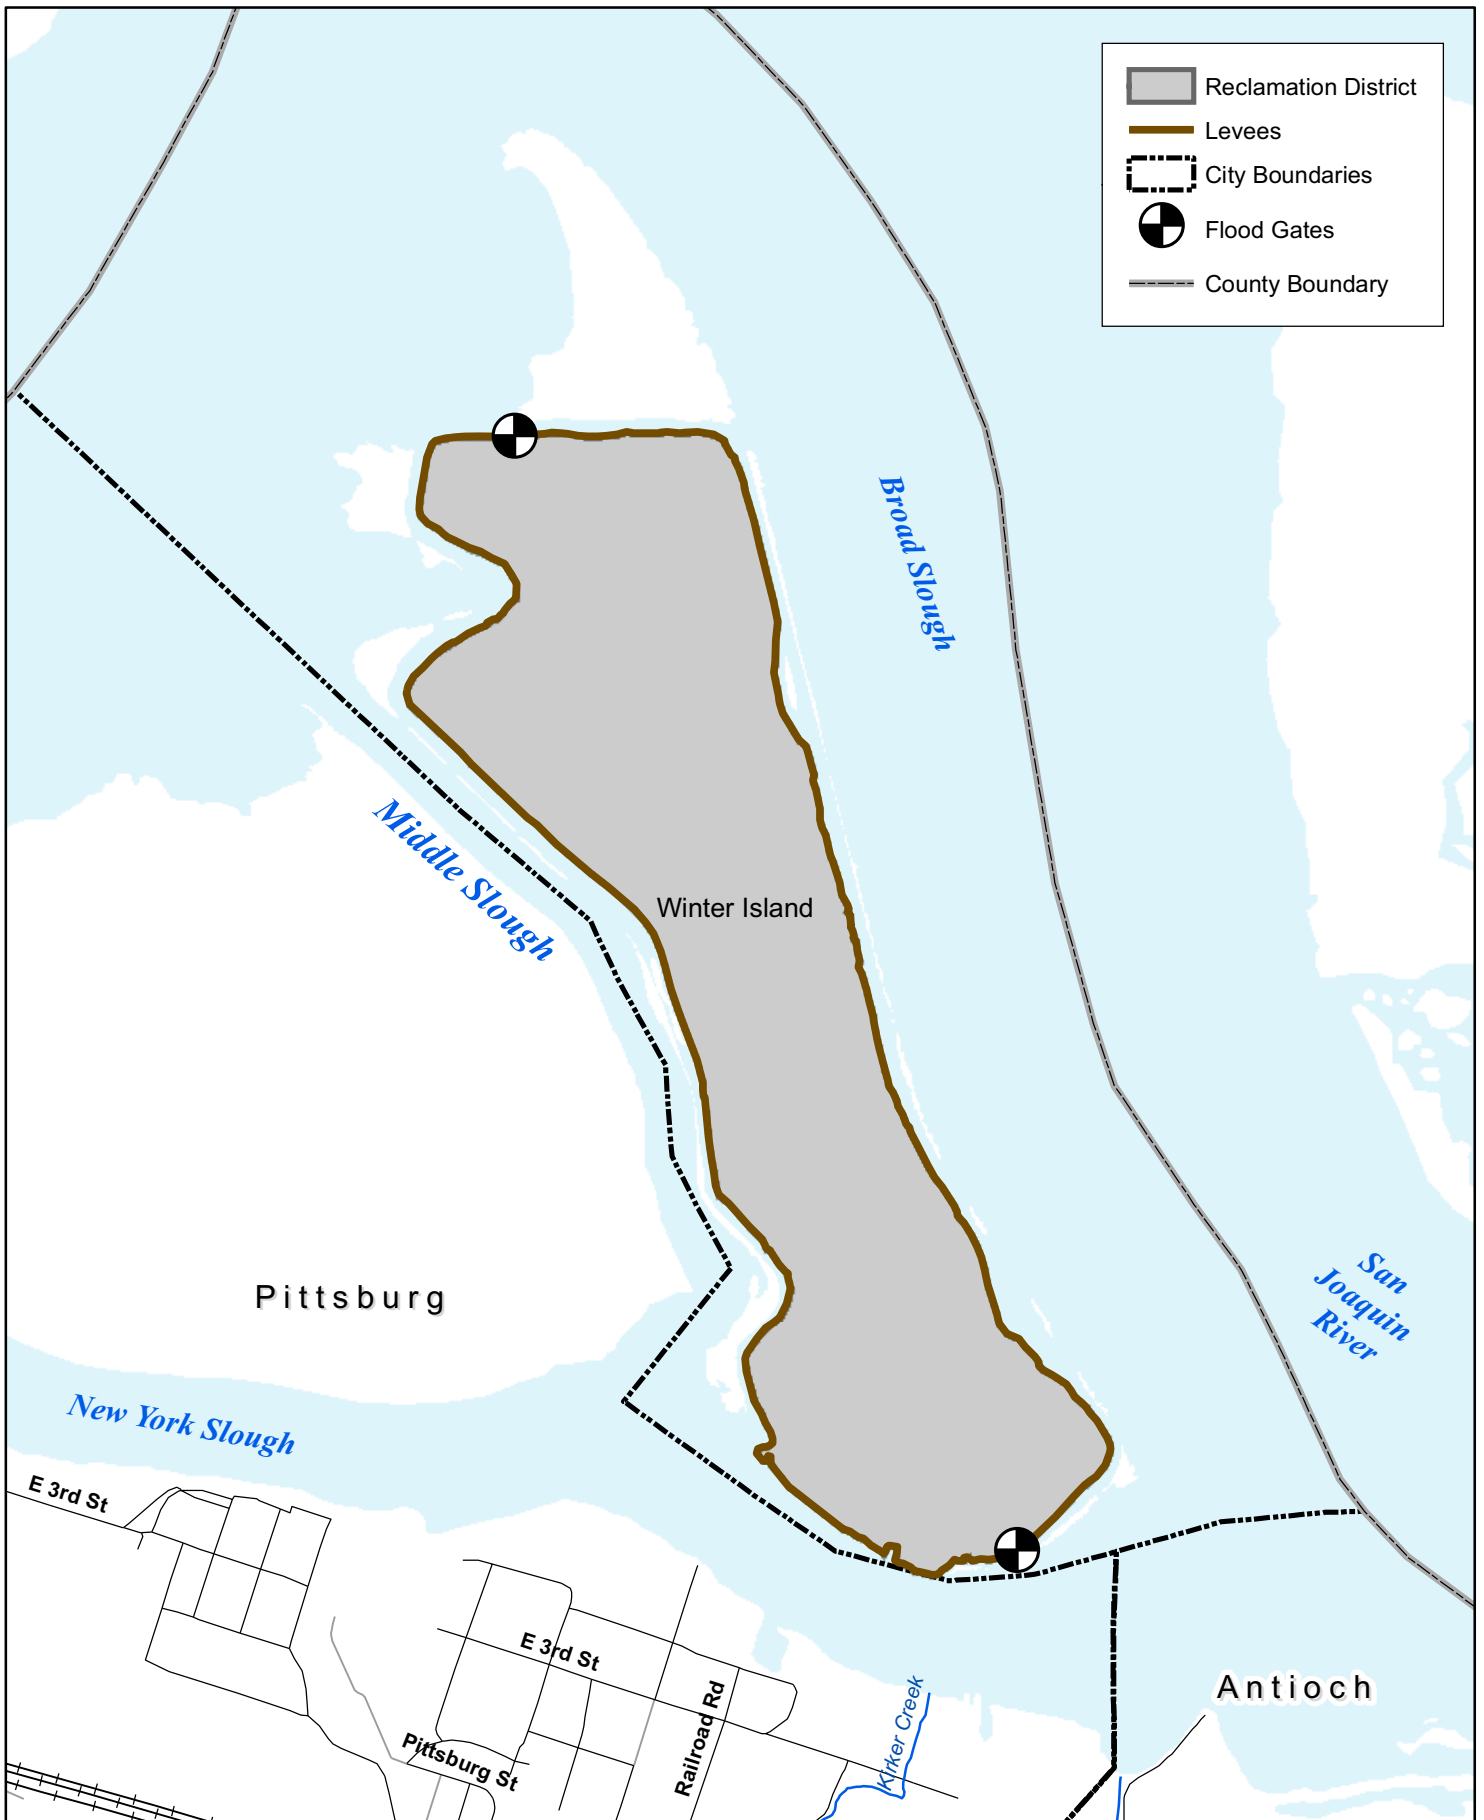 Reclamation District
Levees
City Boundaries
Flood Gates
County Boundary
Broad Slough
Middle Slough
Winter Island
San
Joaquin
River
Pittsburg
New York Slough
E 3rd St
E 3rd St
Railroad Rd
Pittsburg St
Kirker Creek
Antioch